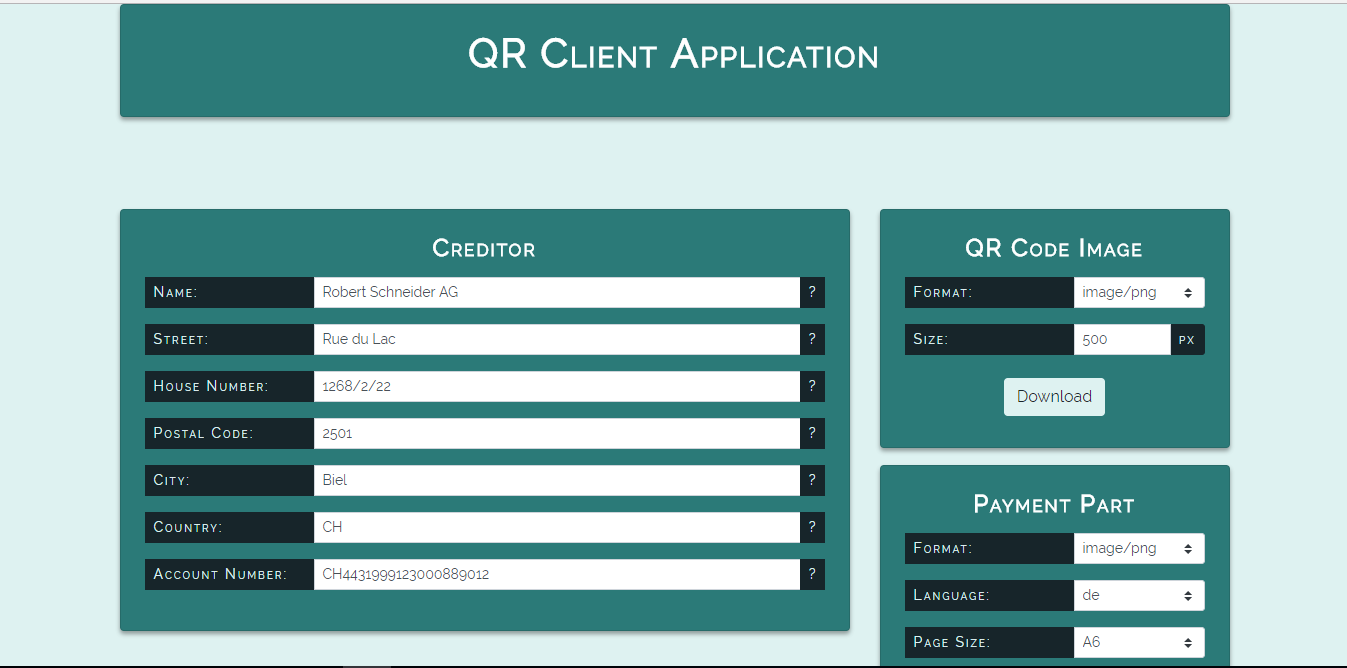 QR Client Application
Creditor
Name: Robert Schneider AG ?
Street: Rue du Lac ?
House Number: 1268/2/22 ?
Postal Code: 2501 ?
City: Biel ?
Country: CH ?
Account Number: CH4431999123000889012 ?
QR Code Image
Format: image/png
Size: 500 px
Download
Payment Part
Format: image/png
Language: de
Page Size: A6